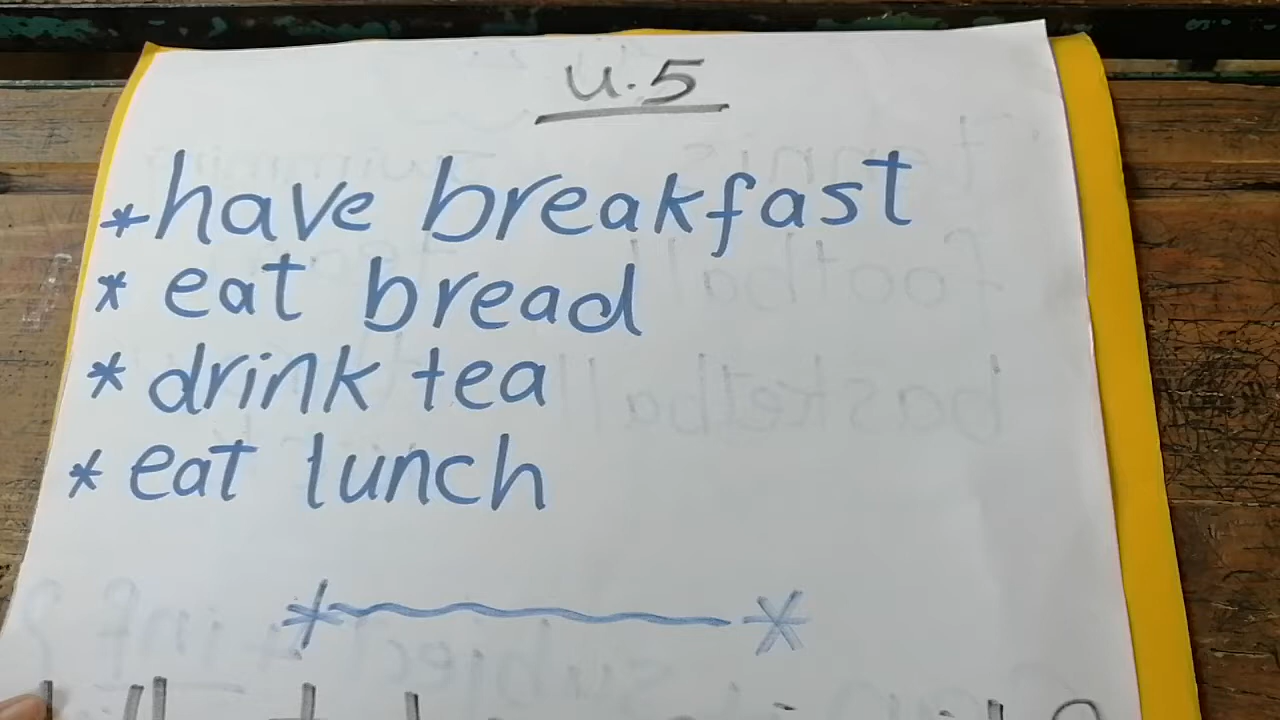 U.5
*have breakfast
* eat bread
* drink tea
* eat lunch